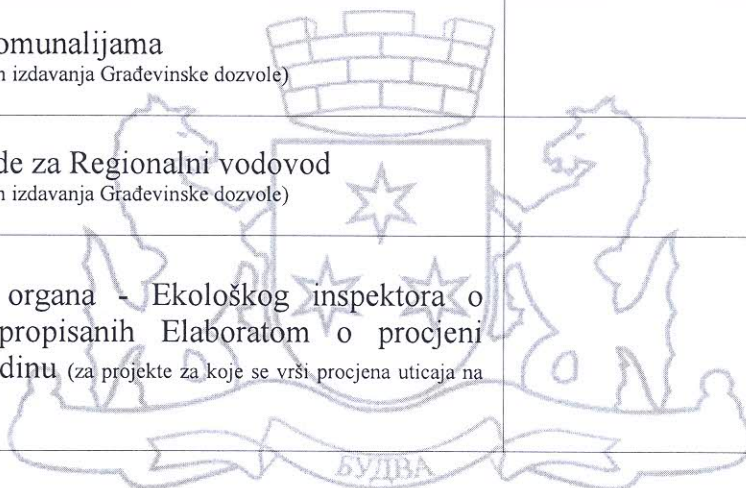 omunalijama
n izdavanja Građevinske dozvole)
de za Regionalni vodovod
n izdavanja Građevinske dozvole)
organa - Ekološkog inspektora o
propisanih Elaboratom o procjeni
dinu (za projekte za koje se vrši procjena uticaja na
БУДВА